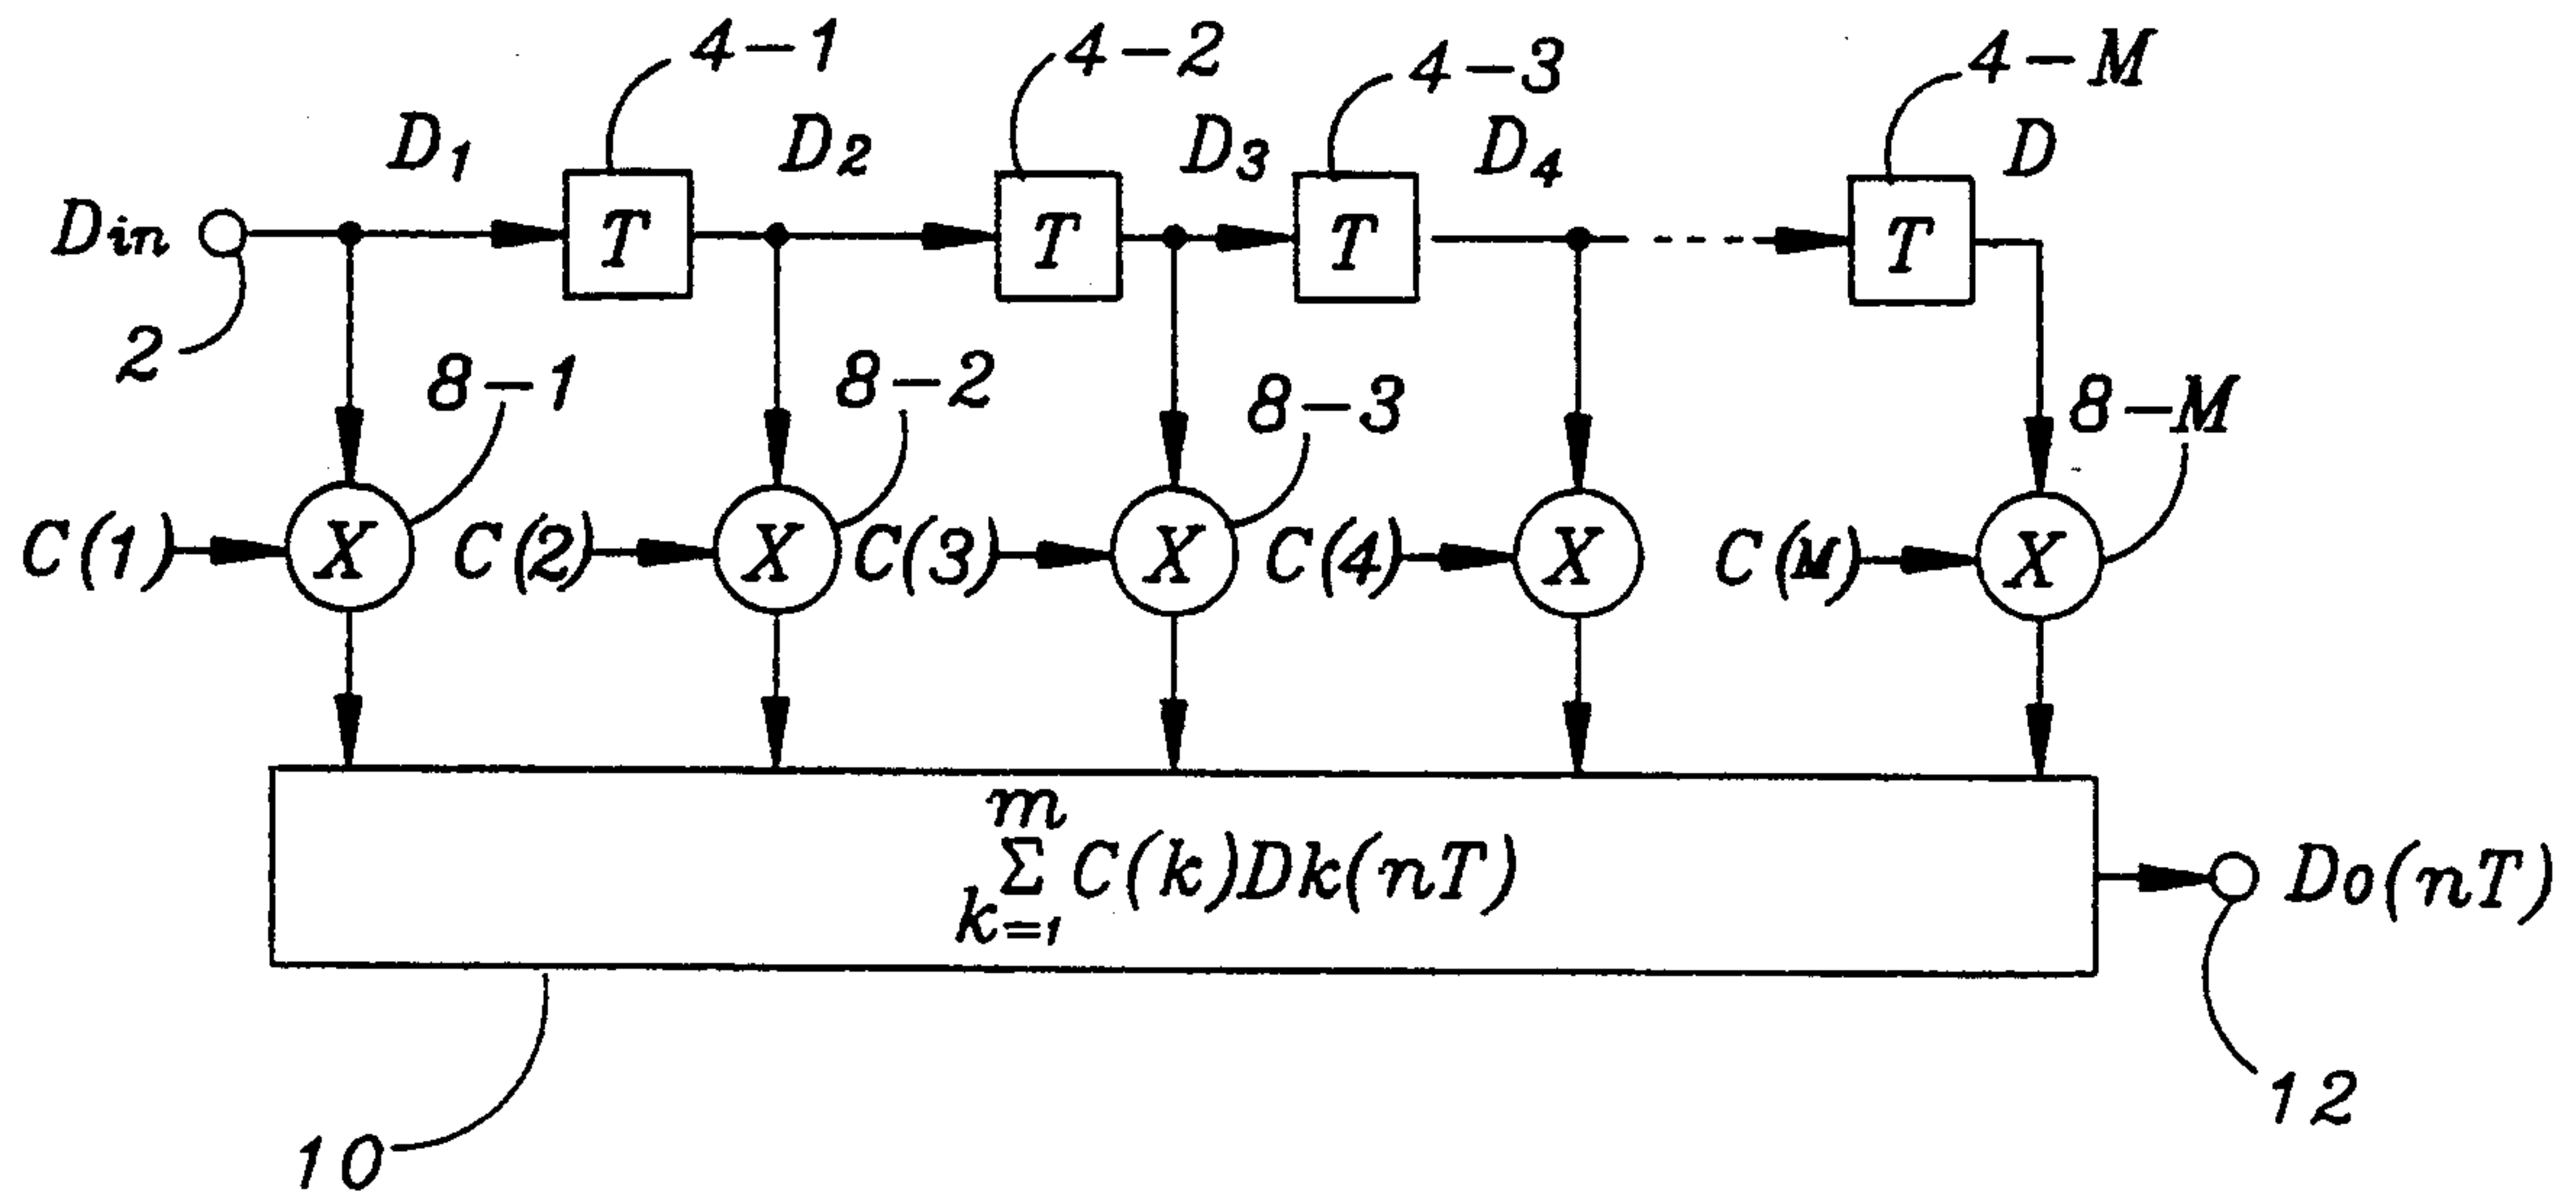 4-1 4-2 4-3 4-M
D1 D2 D3 D4 D
Din T T T T
2 8-1 8-2 8-3 8-M
C(1) X C(2) X C(3) X C(4) X C(M) X
m
Σ C(k)Dk(nT) Do(nT)
k=1
10 12